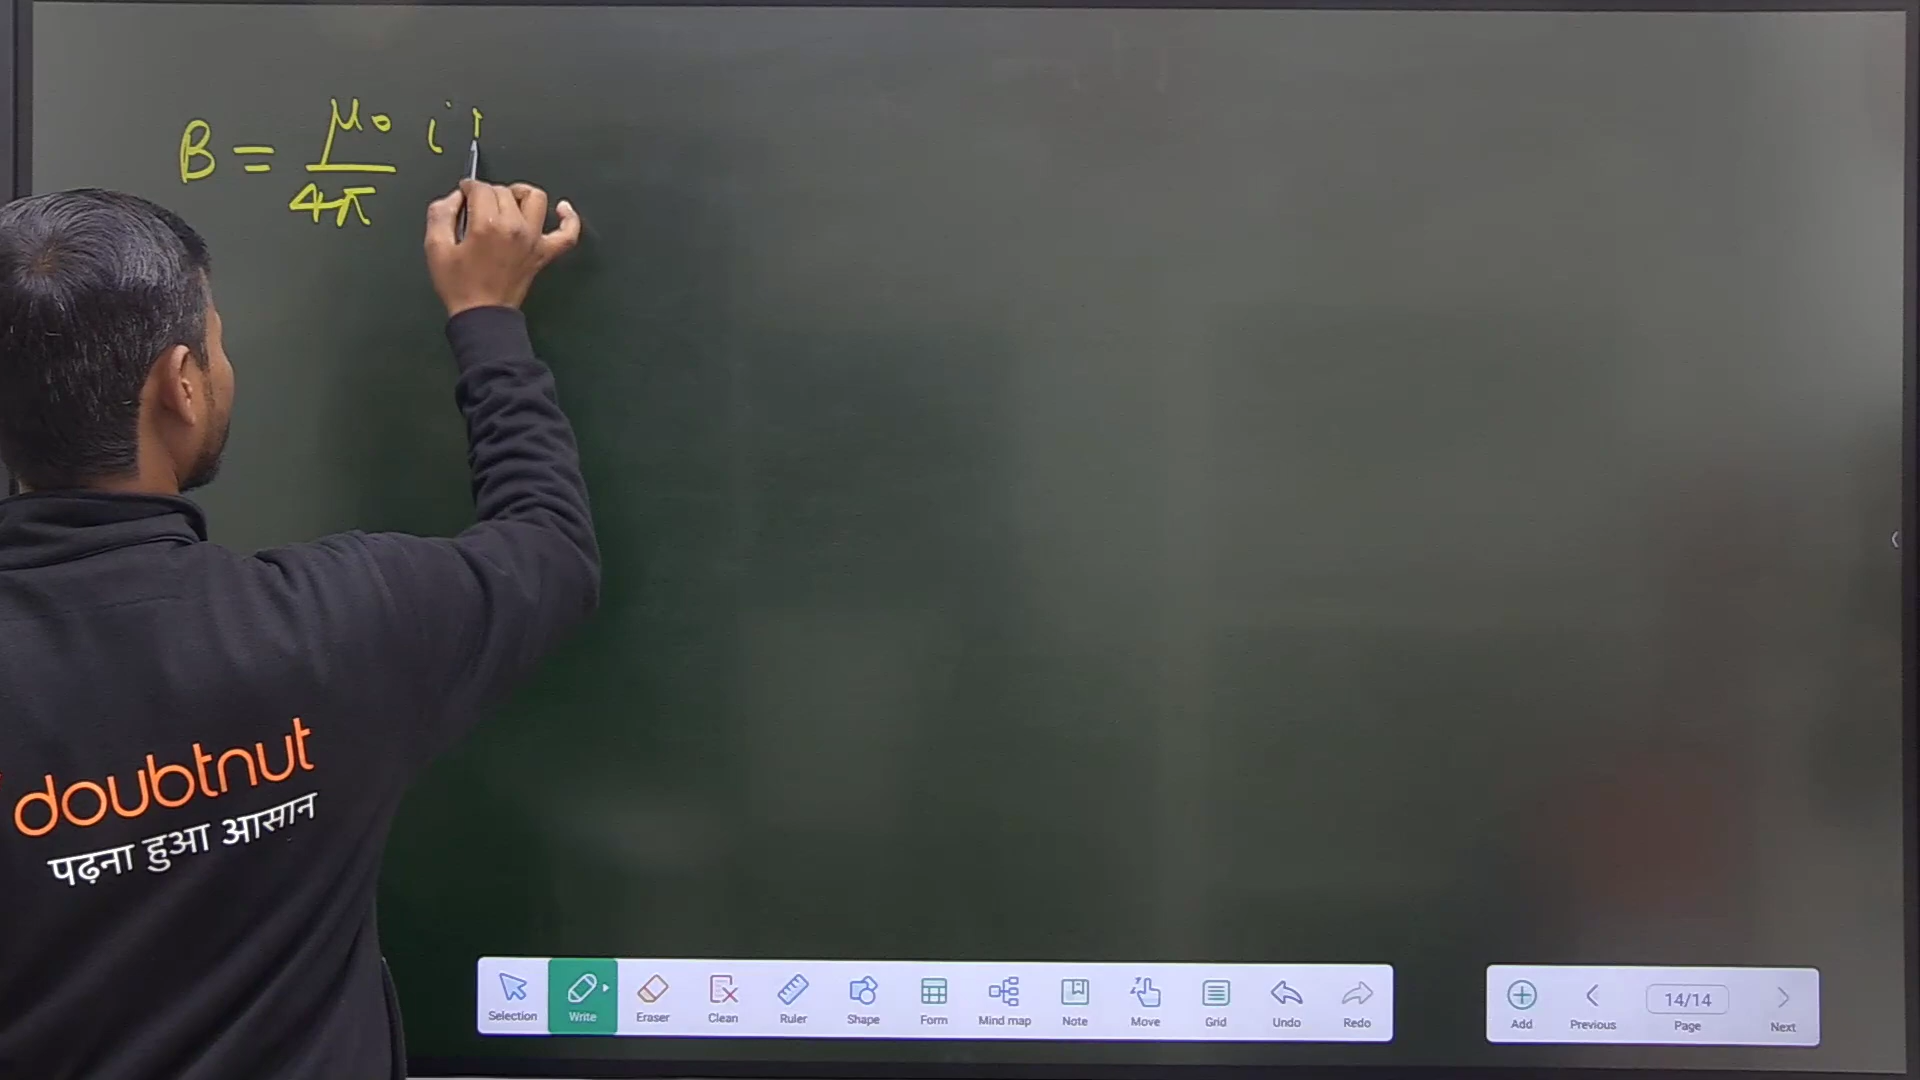 B = μ₀/4π i
doubtnut
पढ़ना हुआ आसान
Selection
Write
Eraser
Clean
Ruler
Shape
Form
Mind map
Note
Move
Grid
Undo
Redo
Add
Previous
14/14
Page
Next